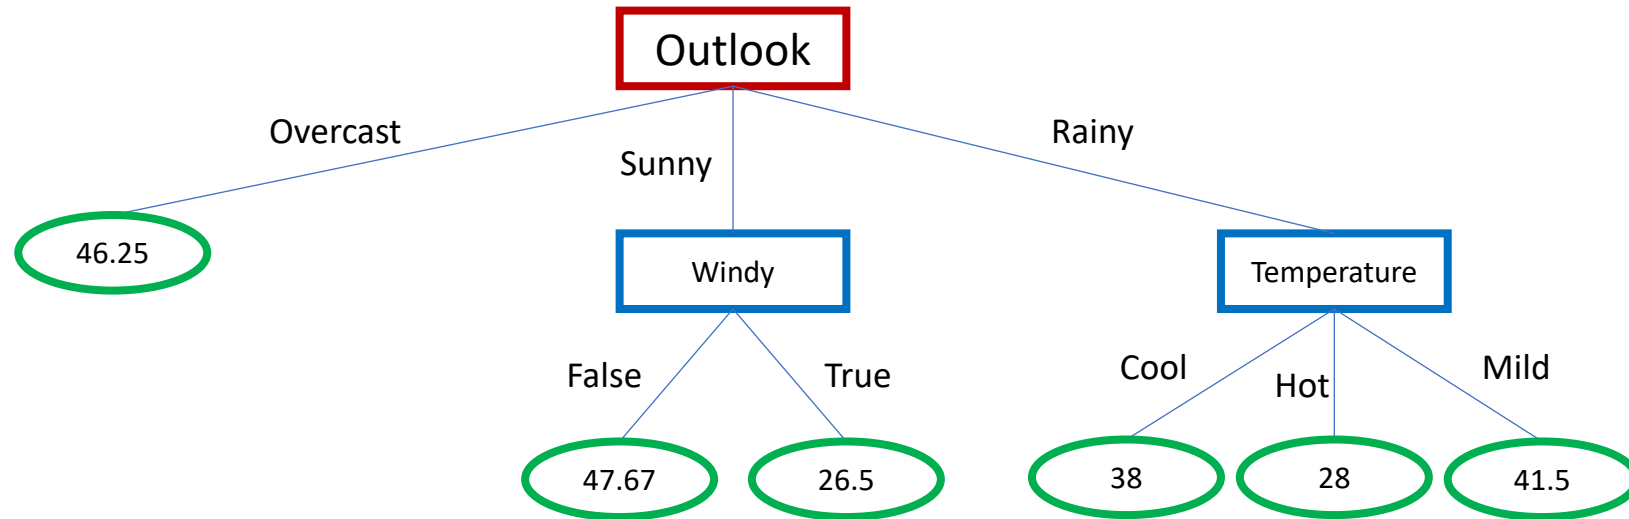 Outlook
Overcast
Sunny
Rainy
46.25
Windy
Temperature
False
True
Cool
Hot
Mild
47.67
26.5
38
28
41.5